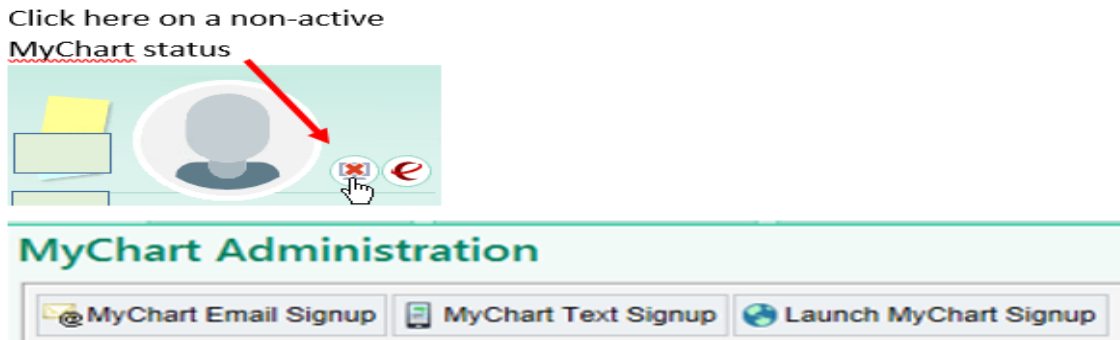 Click here on a non-active
MyChart status
MyChart Administration
MyChart Email Signup MyChart Text Signup Launch MyChart Signup